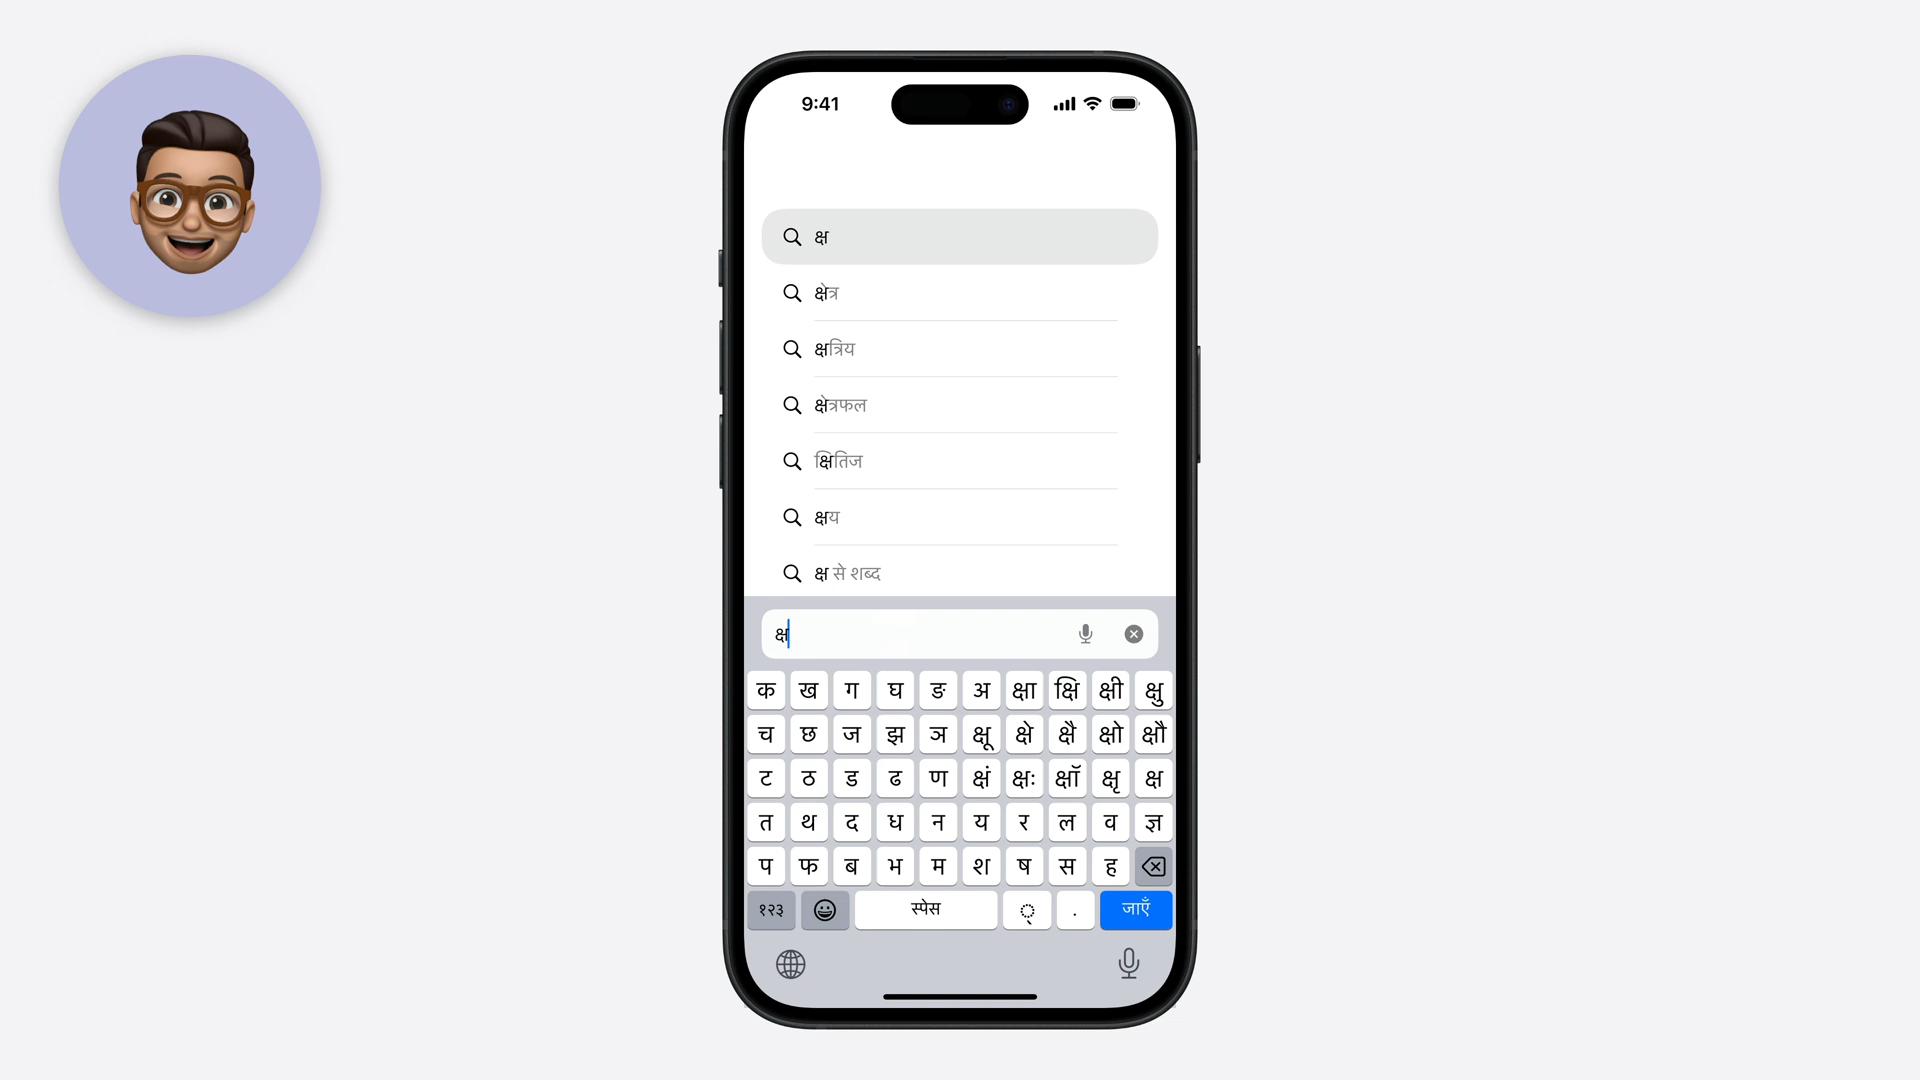 9:41
क्ष
क्षेत्र
क्षत्रिय
क्षेत्रफल
क्षितिज
क्षय
क्ष से शब्द
क्ष
क ख ग घ ङ अ क्षा क्षि क्षी क्षु
च छ ज झ ञ क्षू क्षे क्षै क्षो क्षौ
ट ठ ड ढ ण क्षं क्षः क्षॉ क्षृ क्ष
त थ द ध न य र ल व ज्ञ
प फ ब भ म श ष स ह
१२३ स्पेस ् . जाएँ